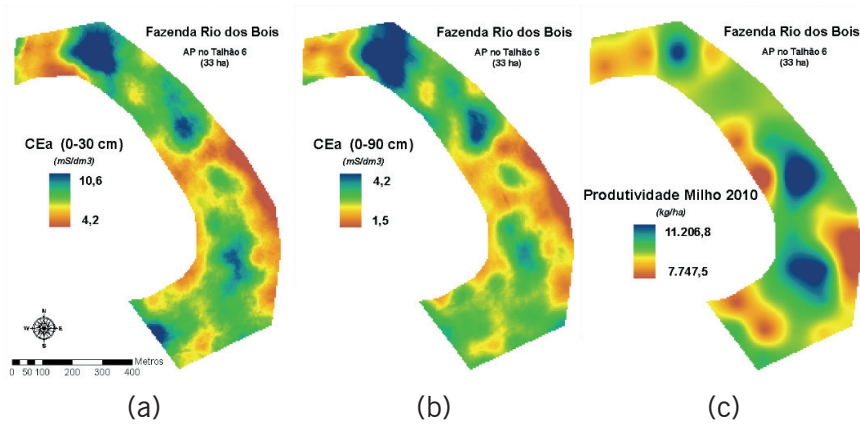 Fazenda Rio dos Bois
AP no Talhão 6
(33 ha)
CEa (0-30 cm)
(mS/dm3)
10,6
4,2
N
W E
S
Metros
0 50 100 200 300 400
(a)
Fazenda Rio dos Bois
AP no Talhão 6
(33 ha)
CEa (0-90 cm)
(mS/dm3)
4,2
1,5
(b)
Fazenda Rio dos Bois
AP no Talhão 6
(33 ha)
Produtividade Milho 2010
(kg/ha)
11.206,8
7.747,5
(c)